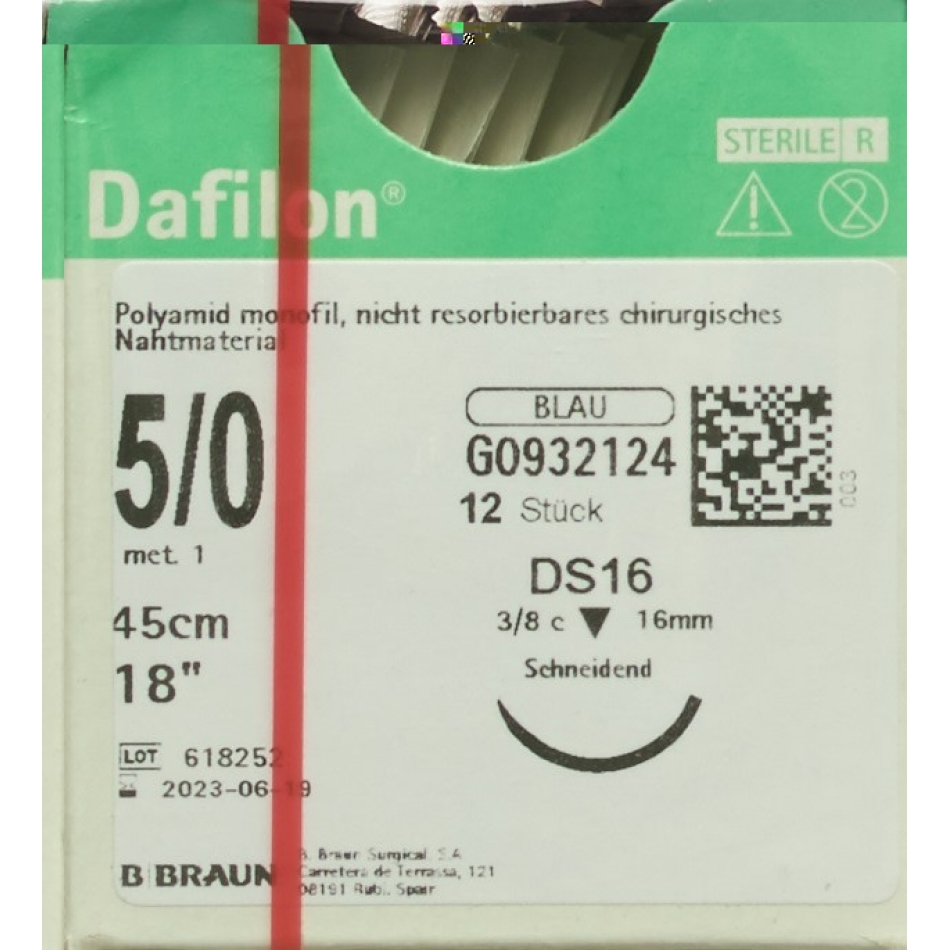 STERILE R
Dafilon®
Polyamid monofil, nicht resorbierbares chirurgisches
Nahtmaterial
5/0
BLAU
G0932124
12 Stück
003
met. 1
DS16
3/8 c 16mm
45cm
Schneidend
18"
LOT 618252
2023-06-19
B BRAUN
B. Braun Surgical S.A.
Carretera de Terrassa, 121
08191 Rubí. Spain